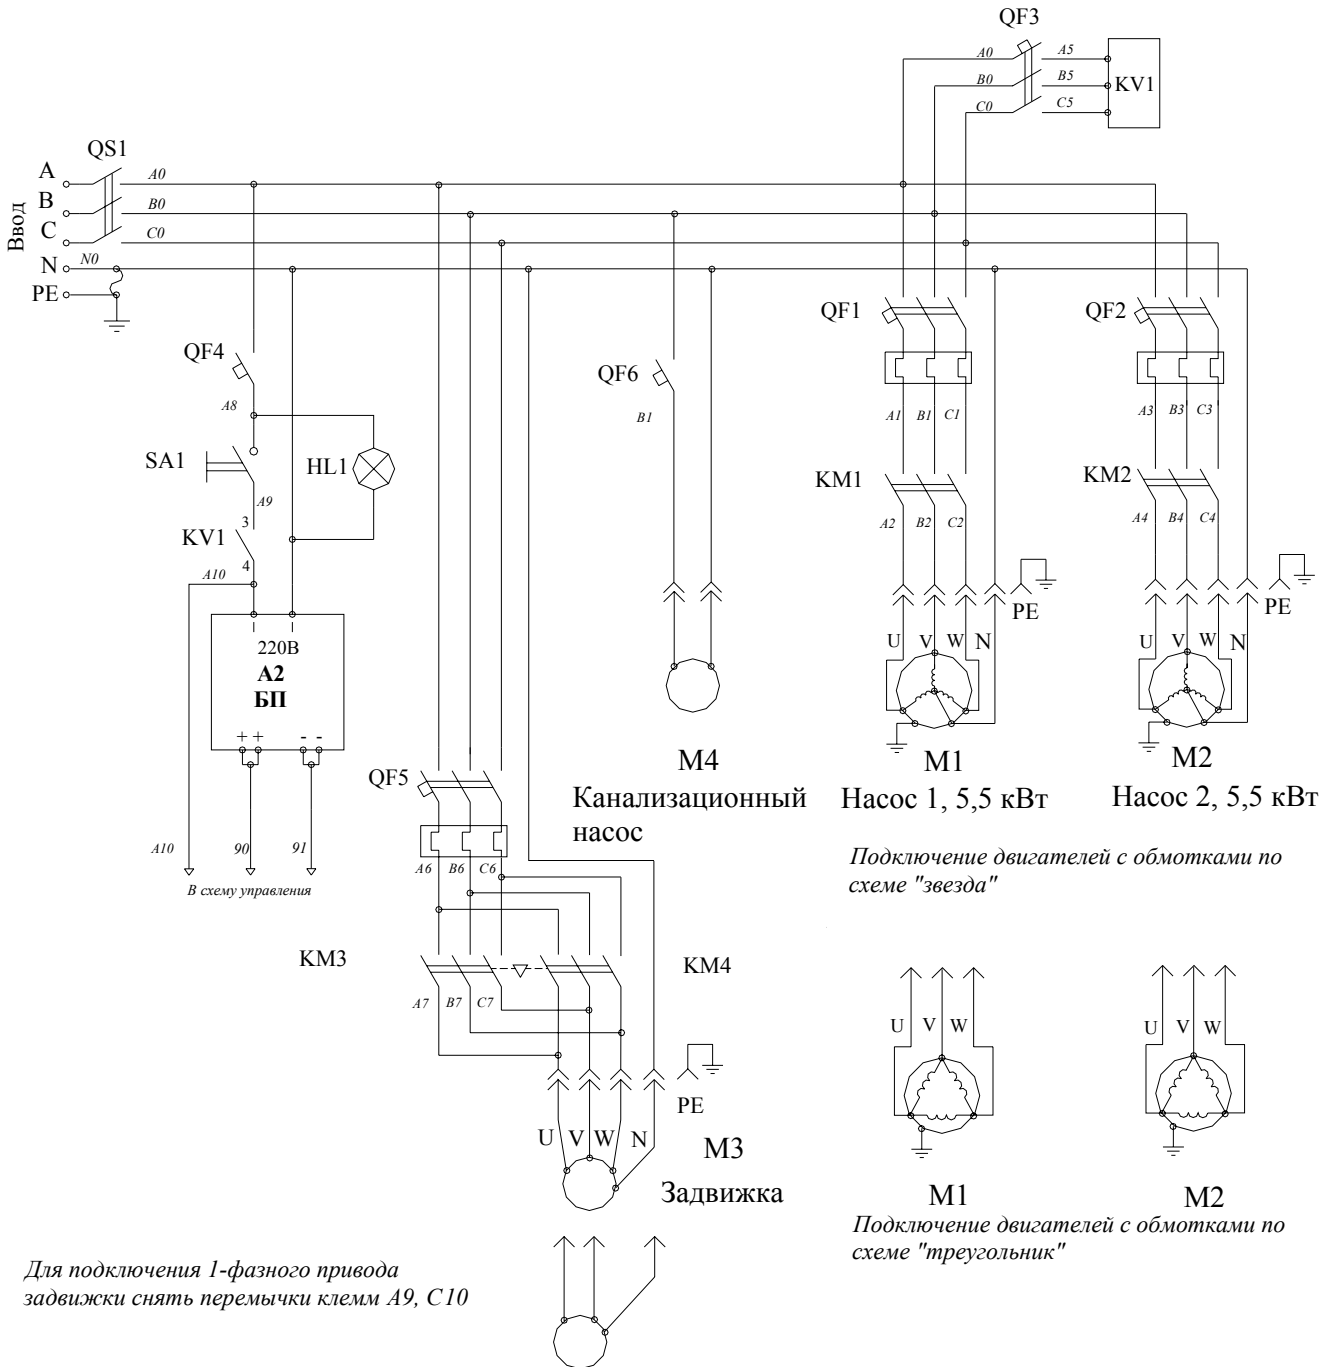 QF3
A0 A5
B0 B5
C0 C5
KV1
QS1
Ввод
A A0
B B0
C C0
N N0
PE
QF4
A8
SA1
HL1
A9
3
KV1
4
A10
220В
А2
БП
+ + - -
A10 90 91
В схему управления
QF6
B1
M4
Канализационный
насос
QF1
A1 B1 C1
KM1
A2 B2 C2
PE
U V W N
M1
Насос 1, 5,5 кВт
QF2
A3 B3 C3
KM2
A4 B4 C4
PE
U V W N
M2
Насос 2, 5,5 кВт
Подключение двигателей с обмотками по
схеме "звезда"
QF5
A6 B6 C6
KM3 KM4
A7 B7 C7
PE
U V W N
M3
Задвижка
U V W
M1
U V W
M2
Подключение двигателей с обмотками по
схеме "треугольник"
Для подключения 1-фазного привода
задвижки снять перемычки клемм А9, С10